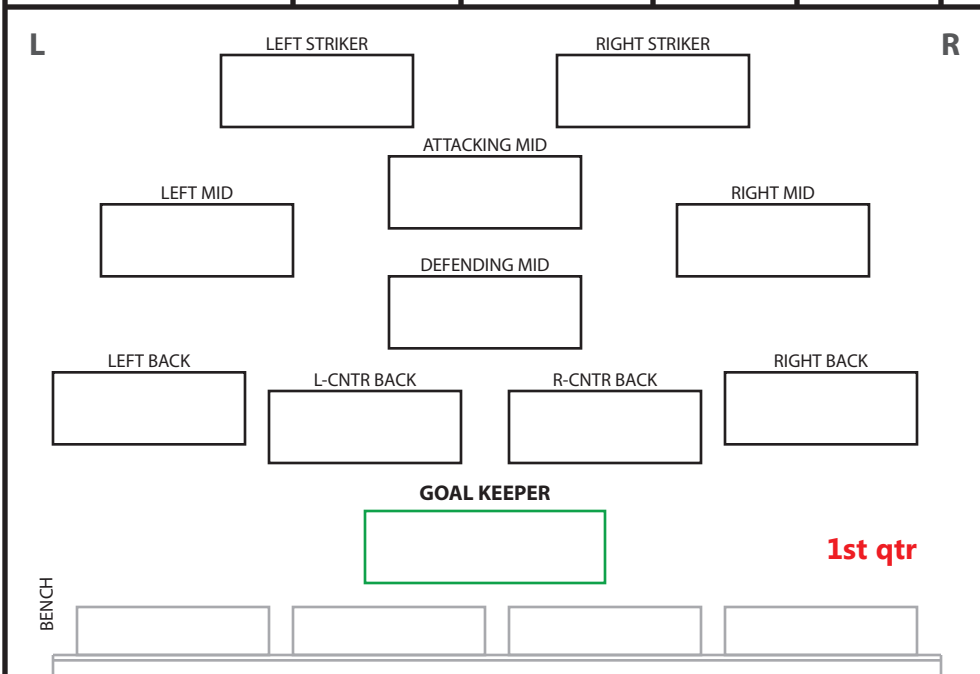 L
R
LEFT STRIKER
RIGHT STRIKER
ATTACKING MID
LEFT MID
RIGHT MID
DEFENDING MID
LEFT BACK
L-CNTR BACK
R-CNTR BACK
RIGHT BACK
GOAL KEEPER
1st qtr
BENCH